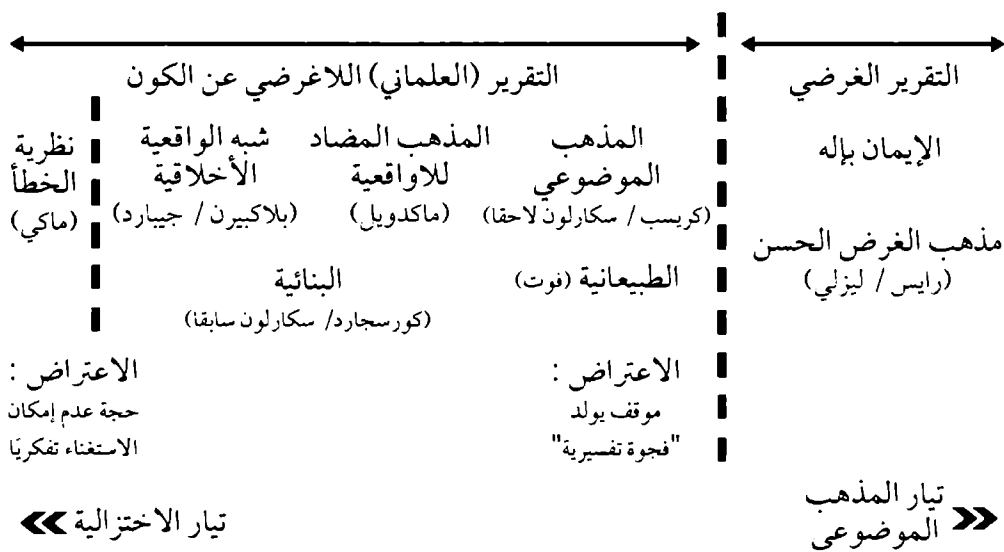 التقرير الغرضي
التقرير (العلماني) اللاغرضي عن الكون
الإيمان بإله
مذهب الغرض الحسن
(رايس / ليزلي)
المذهب
الموضوعي
(كريسب / سكارلون لاحقا)
المذهب المضاد
للاواقعية
(ماكدويل)
شبه الواقعية
الأخلاقية
(بلاكبيرن / جيبارد)
نظرية
الخطأ
(ماكي)
الطبيعانية (فوت)
البنائية
(كورسجارد/ سكارلون سابقا)
الاعتراض :
موقف يولد
"فجوة تفسيرية"
الاعتراض :
حجة عدم إمكان
الاستغناء تفكريًا
تيار المذهب
الموضوعي
تيار الاختزالية